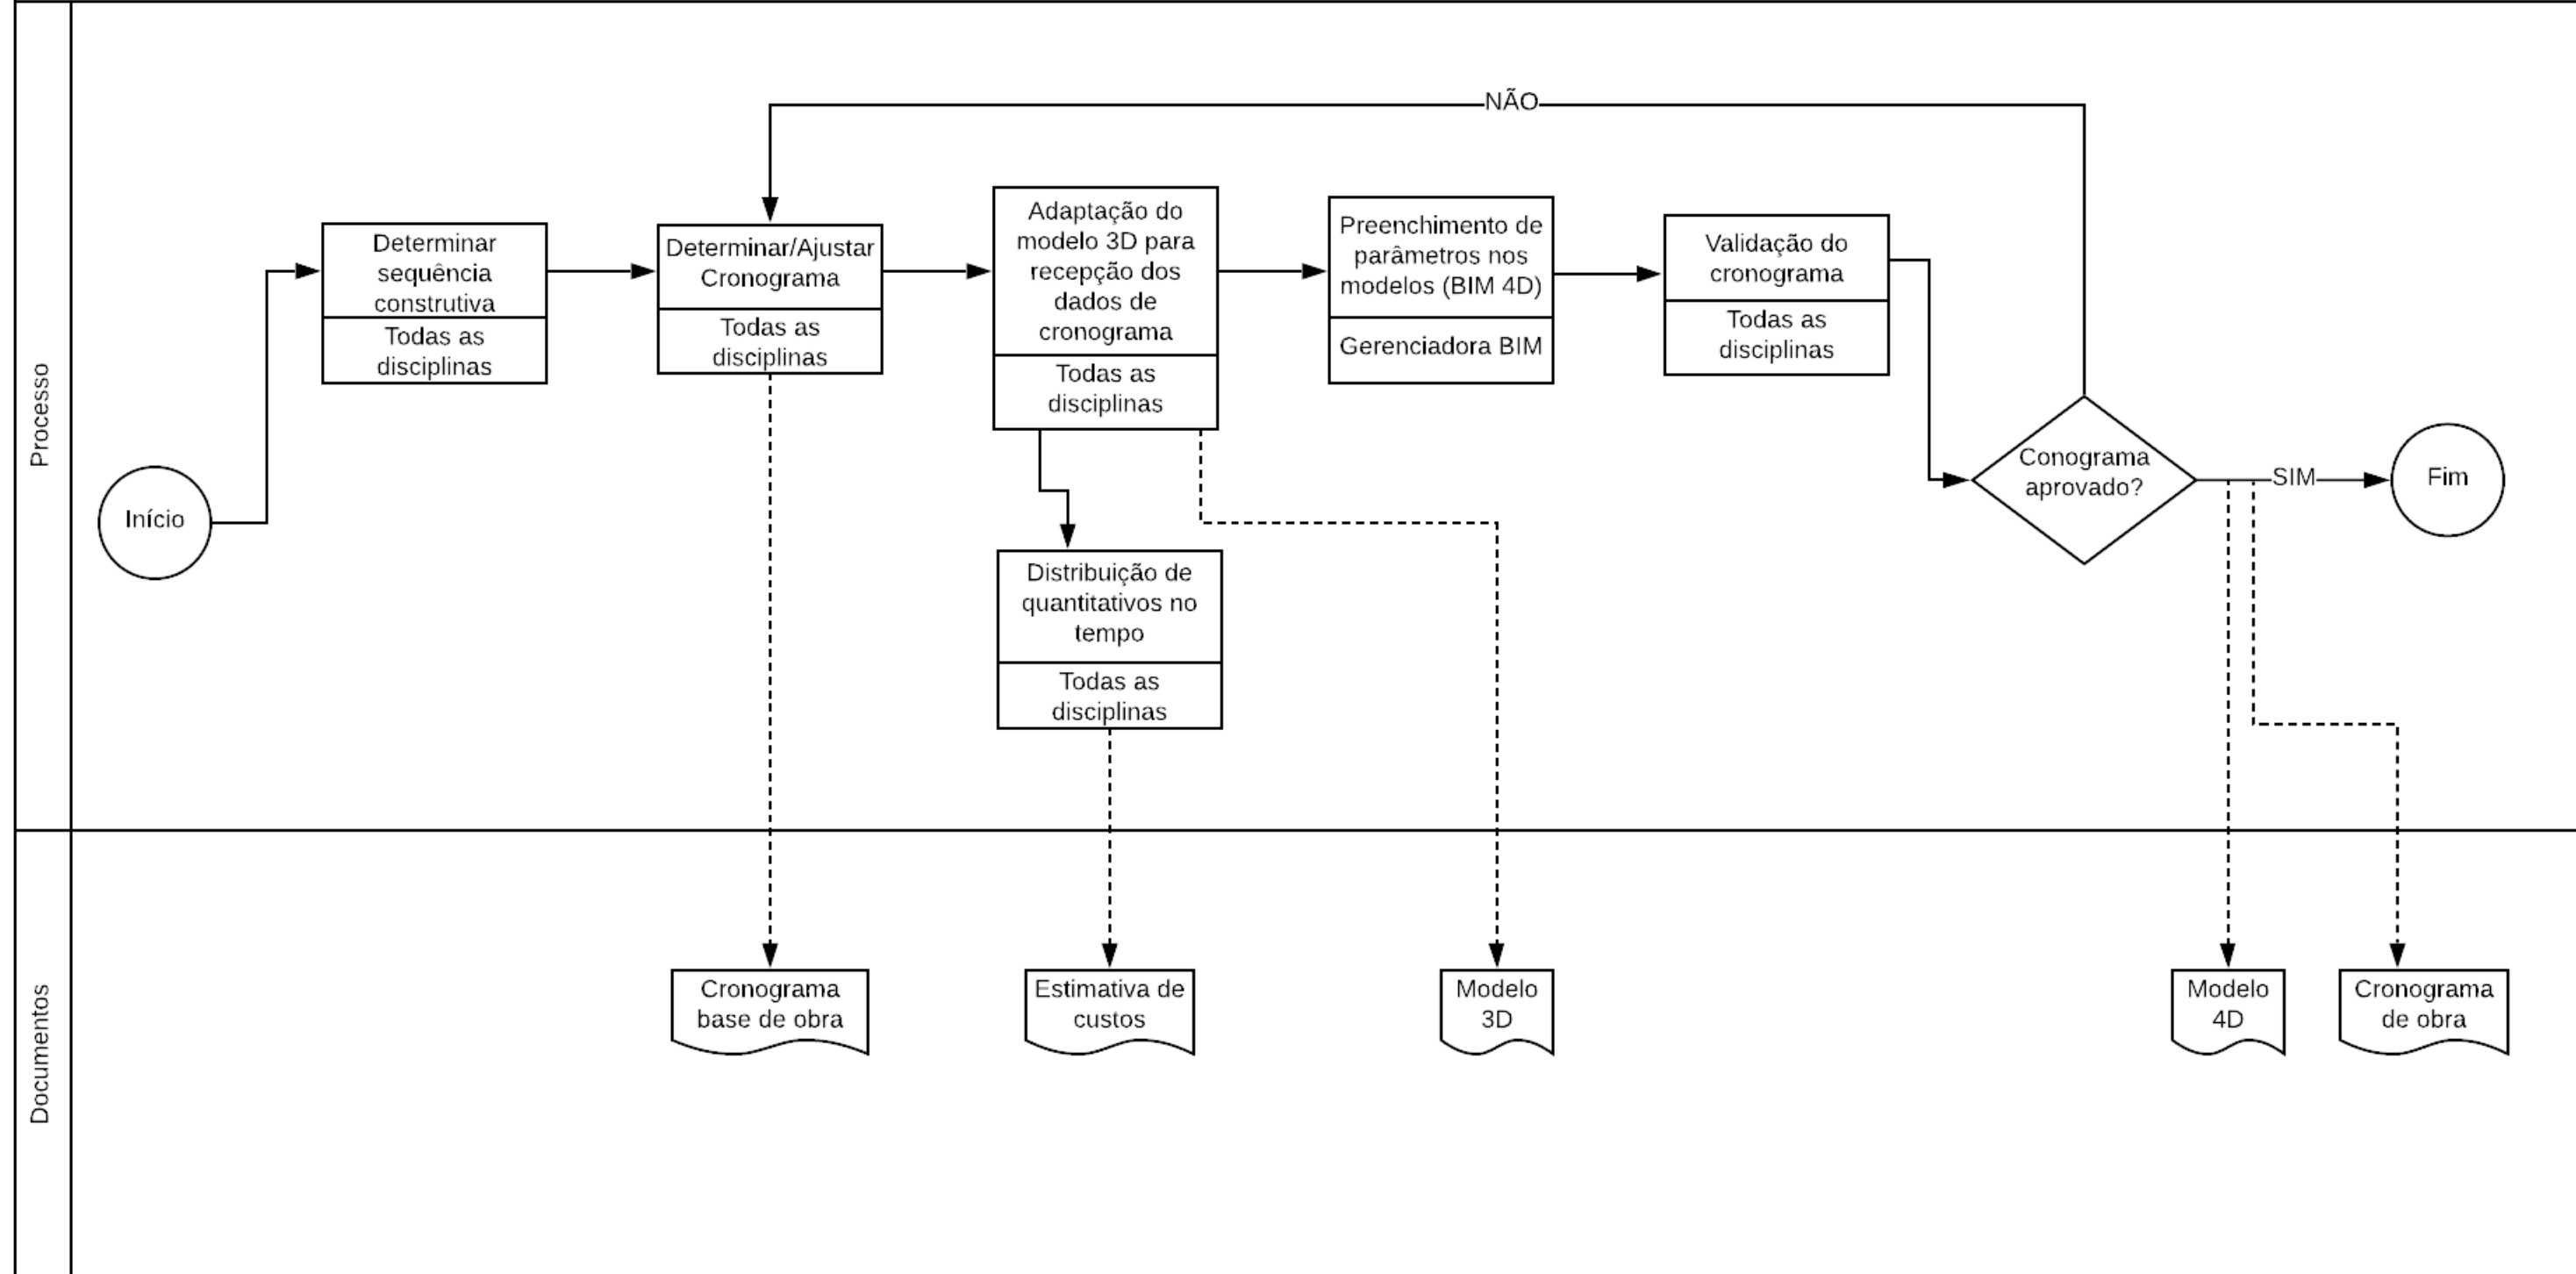 Processo
NÃO
Início
Determinar
sequência
construtiva
Todas as
disciplinas
Determinar/Ajustar
Cronograma
Todas as
disciplinas
Adaptação do
modelo 3D para
recepção dos
dados de
cronograma
Todas as
disciplinas
Distribuição de
quantitativos no
tempo
Todas as
disciplinas
Preenchimento de
parâmetros nos
modelos (BIM 4D)
Gerenciadora BIM
Validação do
cronograma
Todas as
disciplinas
Conograma
aprovado?
SIM
Fim
Documentos
Cronograma
base de obra
Estimativa de
custos
Modelo
3D
Modelo
4D
Cronograma
de obra